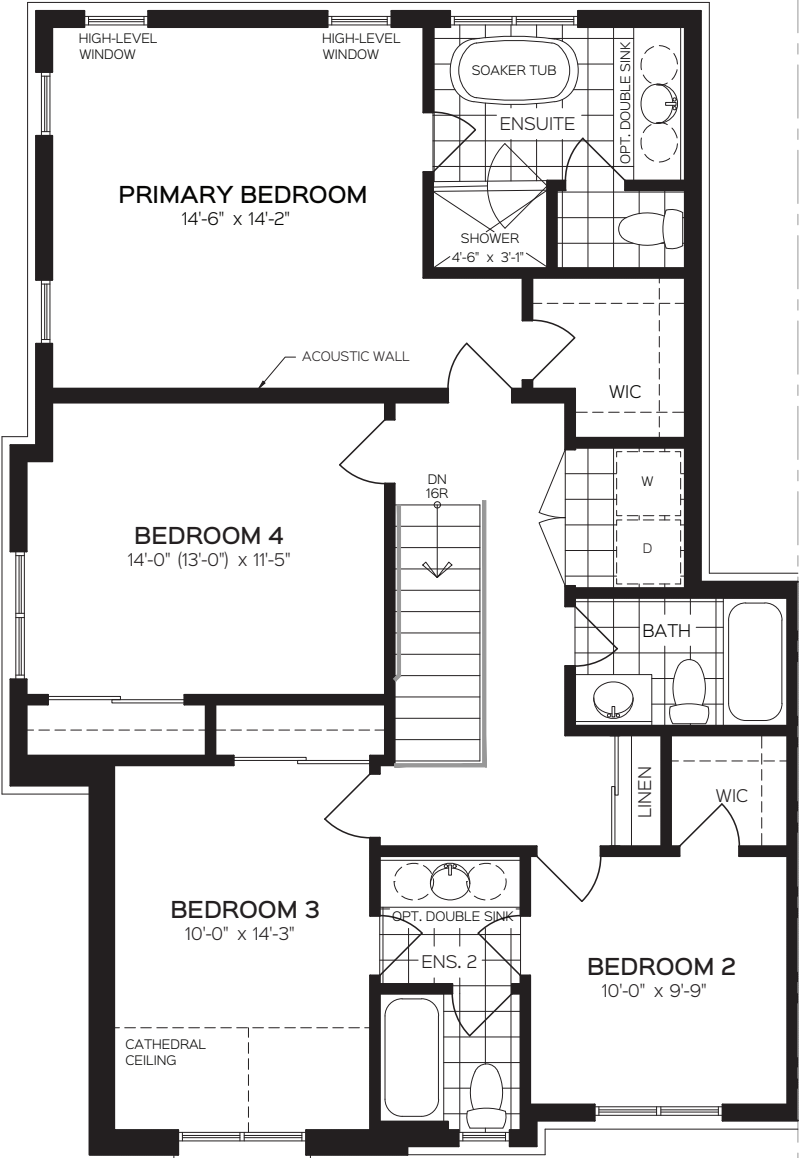 HIGH-LEVEL
WINDOW
HIGH-LEVEL
WINDOW
SOAKER TUB
OPT. DOUBLE SINK
ENSUITE
PRIMARY BEDROOM
14'-6" x 14'-2"
SHOWER
4'-6" x 3'-1"
ACOUSTIC WALL
WIC
DN
16R
W
D
BEDROOM 4
14'-0" (13'-0") x 11'-5"
BATH
LINEN
WIC
BEDROOM 3
10'-0" x 14'-3"
OPT. DOUBLE SINK
ENS. 2
BEDROOM 2
10'-0" x 9'-9"
CATHEDRAL
CEILING